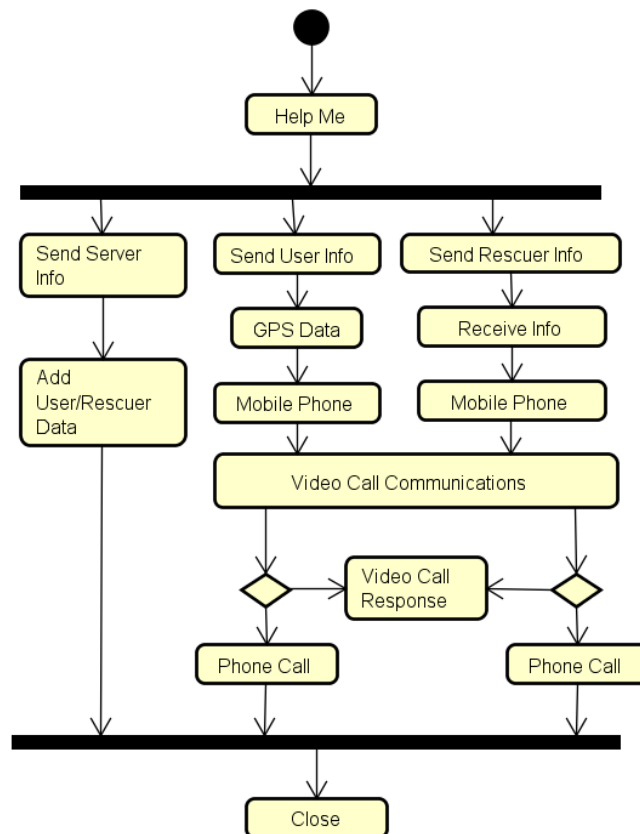 Help Me
Send Server
Info
Send User Info
Send Rescuer Info
GPS Data
Receive Info
Add
User/Rescuer
Data
Mobile Phone
Mobile Phone
Video Call Communications
Video Call
Response
Phone Call
Phone Call
Close